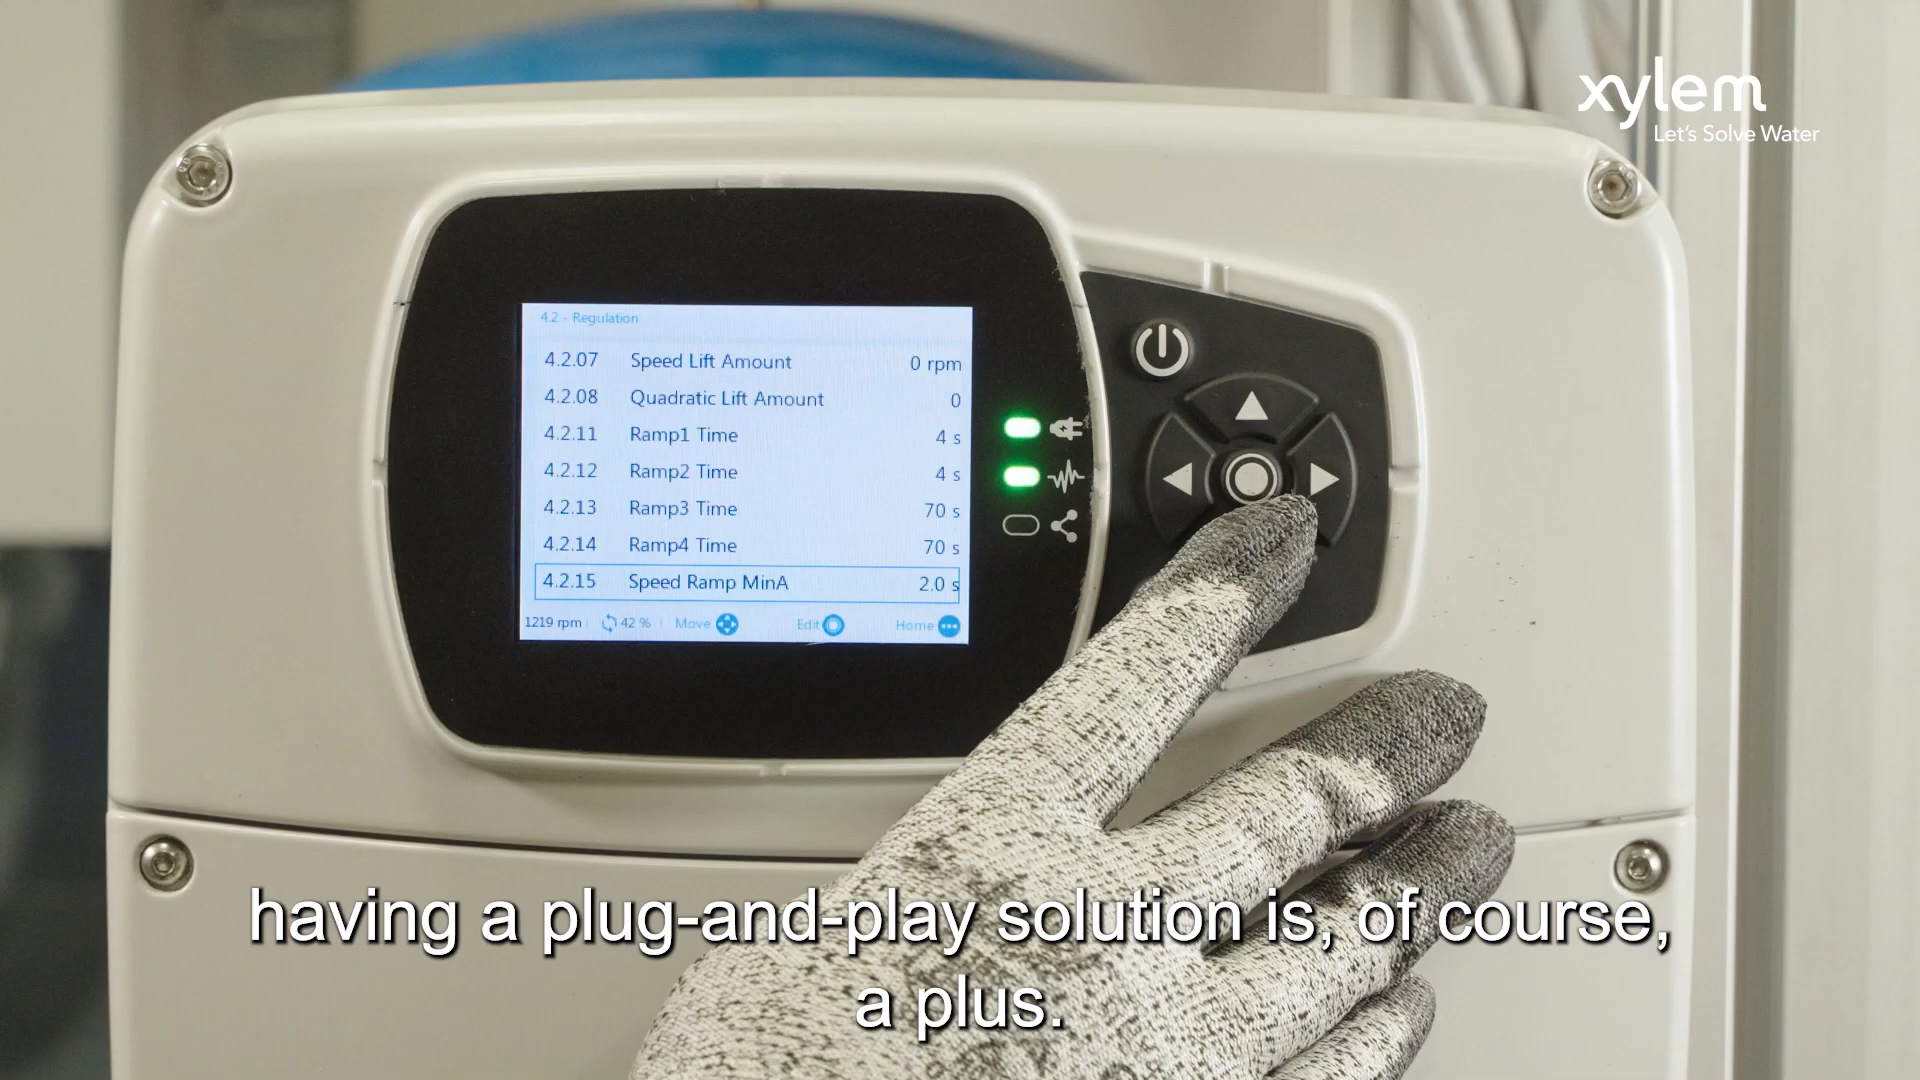 xylem
Let's Solve Water
4.2 - Regulation
4.2.07 Speed Lift Amount 0 rpm
4.2.08 Quadratic Lift Amount 0
4.2.11 Ramp1 Time 4 s
4.2.12 Ramp2 Time 4 s
4.2.13 Ramp3 Time 70 s
4.2.14 Ramp4 Time 70 s
4.2.15 Speed Ramp MinA 2.0 s
1219 rpm 42 % Move Edit Home
having a plug-and-play solution is, of course,
a plus.